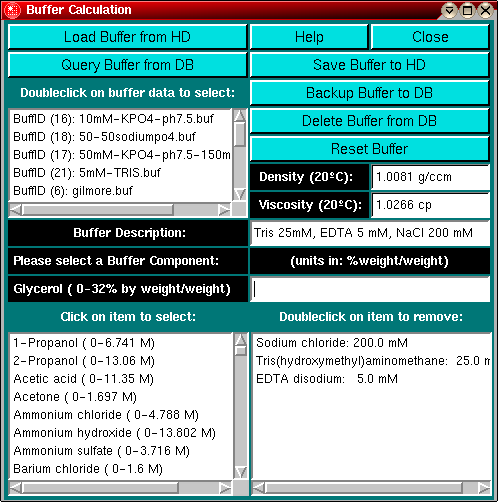 Buffer Calculation
Load Buffer from HD
Help
Close
Query Buffer from DB
Save Buffer to HD
Doubleclick on buffer data to select:
Backup Buffer to DB
BuffID (16): 10mM-KPO4-ph7.5.buf
BuffID (18): 50-50sodiumpo4.buf
BuffID (17): 50mM-KPO4-ph7.5-150m
BuffID (21): 5mM-TRIS.buf
BuffID (6): gilmore.buf
Delete Buffer from DB
Reset Buffer
Density (20ºC):
1.0081 g/ccm
Viscosity (20ºC):
1.0266 cp
Buffer Description:
Tris 25mM, EDTA 5 mM, NaCl 200 mM
Please select a Buffer Component:
(units in: %weight/weight)
Glycerol ( 0-32% by weight/weight)
Click on item to select:
Doubleclick on item to remove:
1-Propanol ( 0-6.741 M)
2-Propanol ( 0-13.06 M)
Acetic acid ( 0-11.35 M)
Acetone ( 0-1.697 M)
Ammonium chloride ( 0-4.788 M)
Ammonium hydroxide ( 0-13.802 M)
Ammonium sulfate ( 0-3.716 M)
Barium chloride ( 0-1.6 M)
Sodium chloride: 200.0 mM
Tris(hydroxymethyl)aminomethane: 25.0 m
EDTA disodium: 5.0 mM